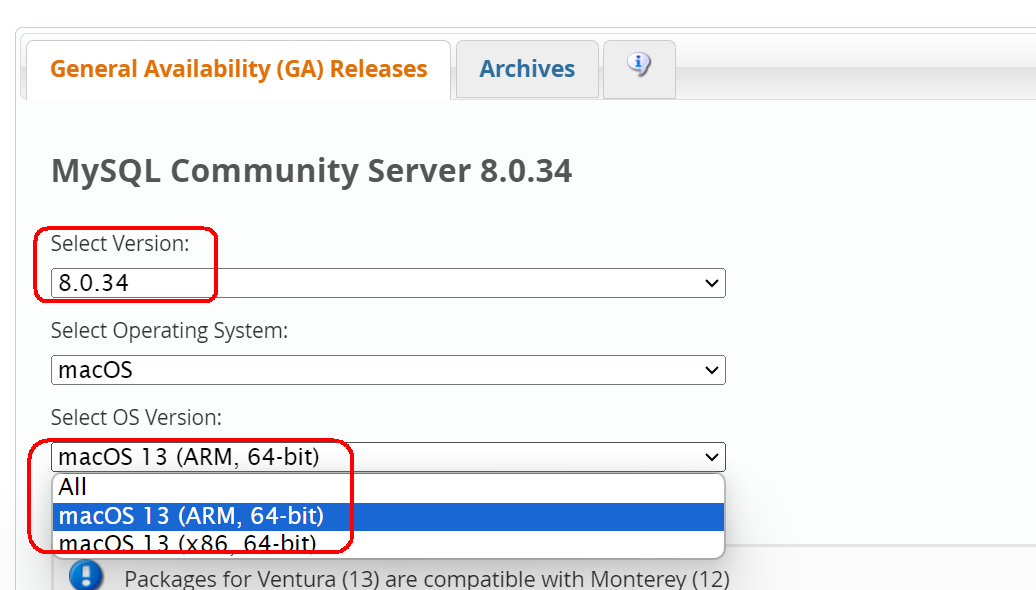 General Availability (GA) Releases
Archives
MySQL Community Server 8.0.34
Select Version:
8.0.34
Select Operating System:
macOS
Select OS Version:
macOS 13 (ARM, 64-bit)
All
macOS 13 (ARM, 64-bit)
macOS 13 (x86, 64-bit)
Packages for Ventura (13) are compatible with Monterey (12)